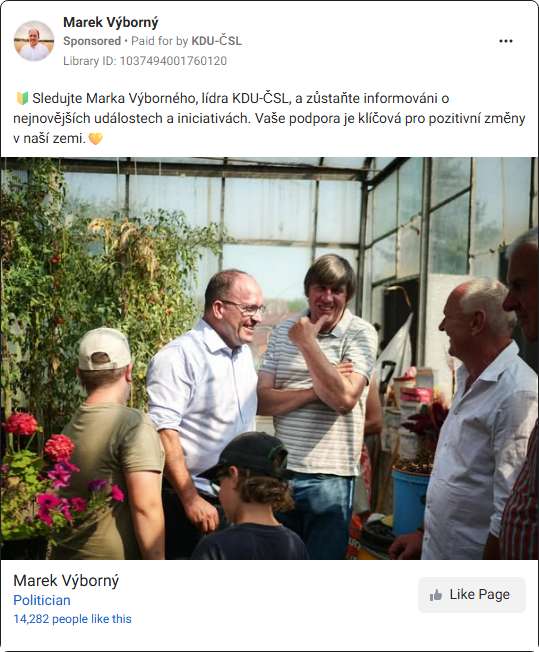 Marek Výborný
Sponsored • Paid for by KDU-ČSL
Library ID: 1037494001760120
🔰Sledujte Marka Výborného, lídra KDU-ČSL, a zůstaňte informováni o
nejnovějších událostech a iniciativách. Vaše podpora je klíčová pro pozitivní změny
v naší zemi.💛
Marek Výborný
Politician
14,282 people like this
Like Page